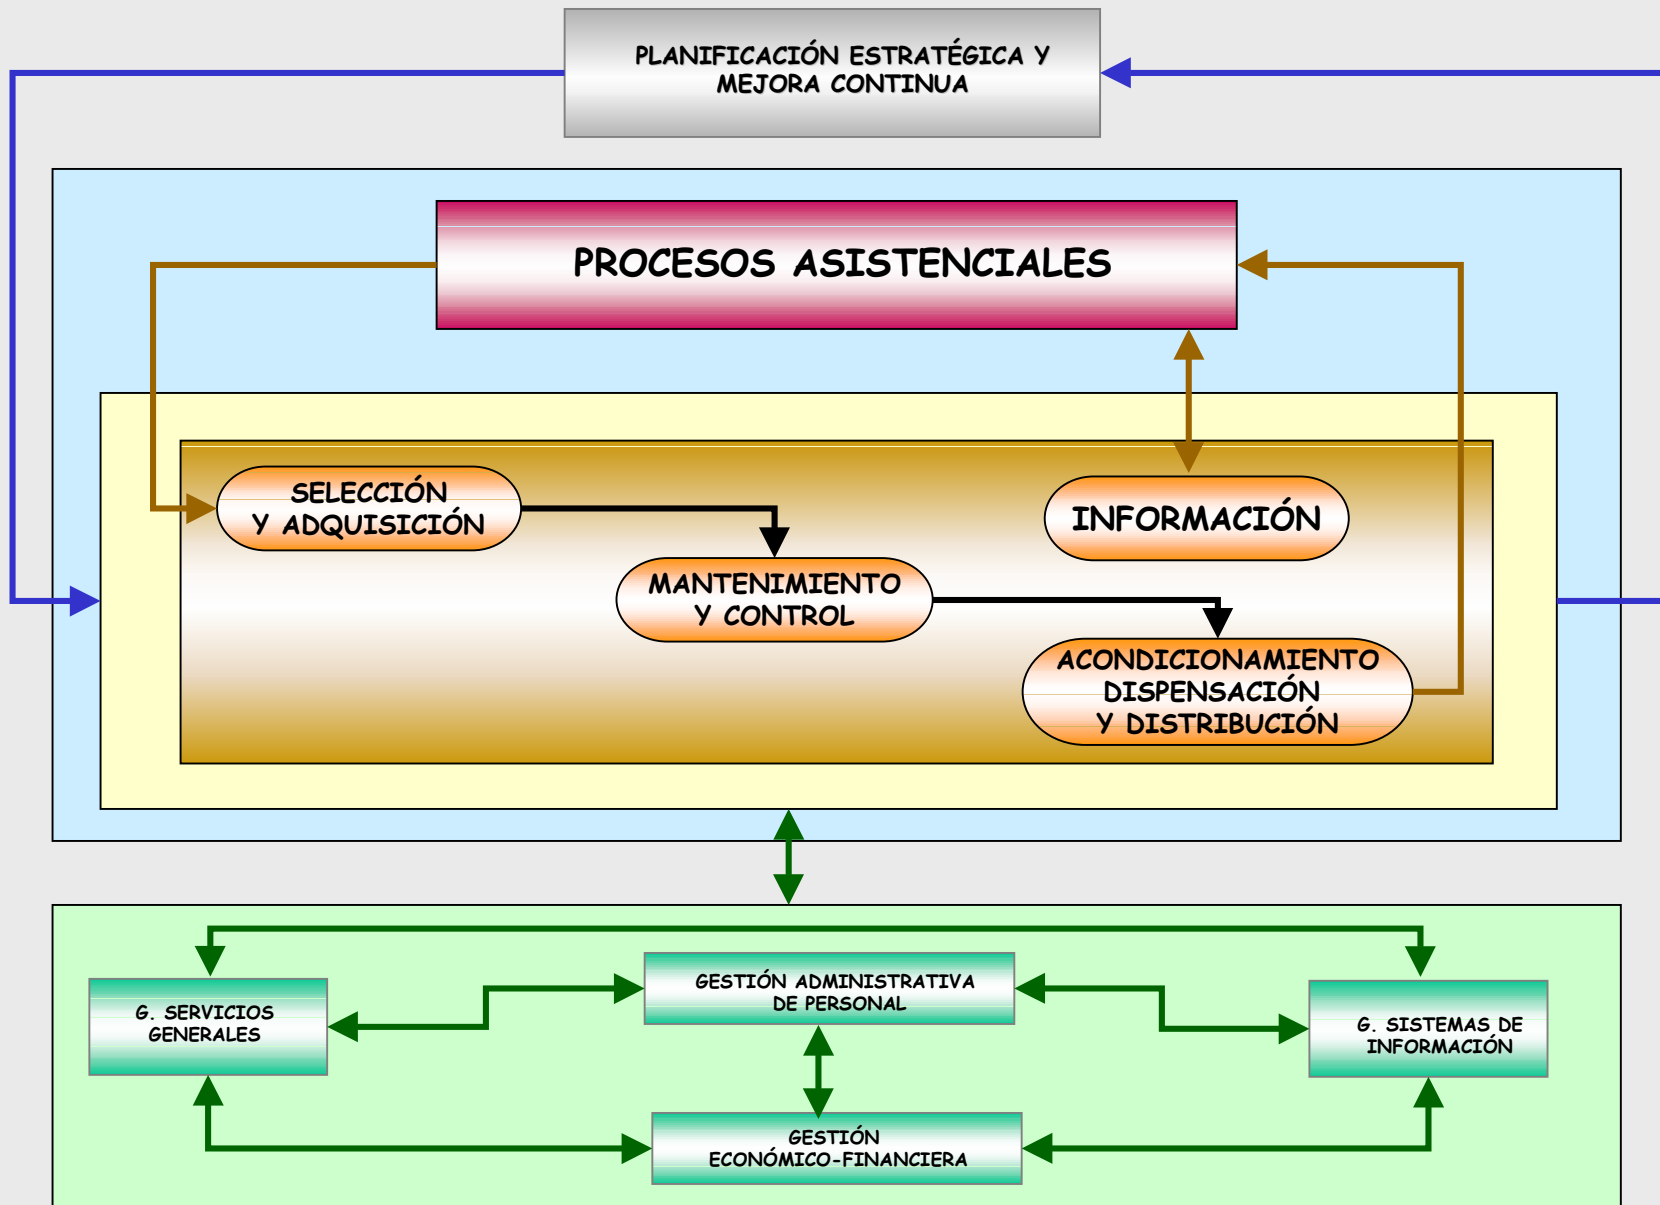 PLANIFICACIÓN ESTRATÉGICA Y
MEJORA CONTINUA
PROCESOS ASISTENCIALES
SELECCIÓN
Y ADQUISICIÓN
INFORMACIÓN
MANTENIMIENTO
Y CONTROL
ACONDICIONAMIENTO
DISPENSACIÓN
Y DISTRIBUCIÓN
G. SERVICIOS
GENERALES
GESTIÓN ADMINISTRATIVA
DE PERSONAL
G. SISTEMAS DE
INFORMACIÓN
GESTIÓN
ECONÓMICO-FINANCIERA